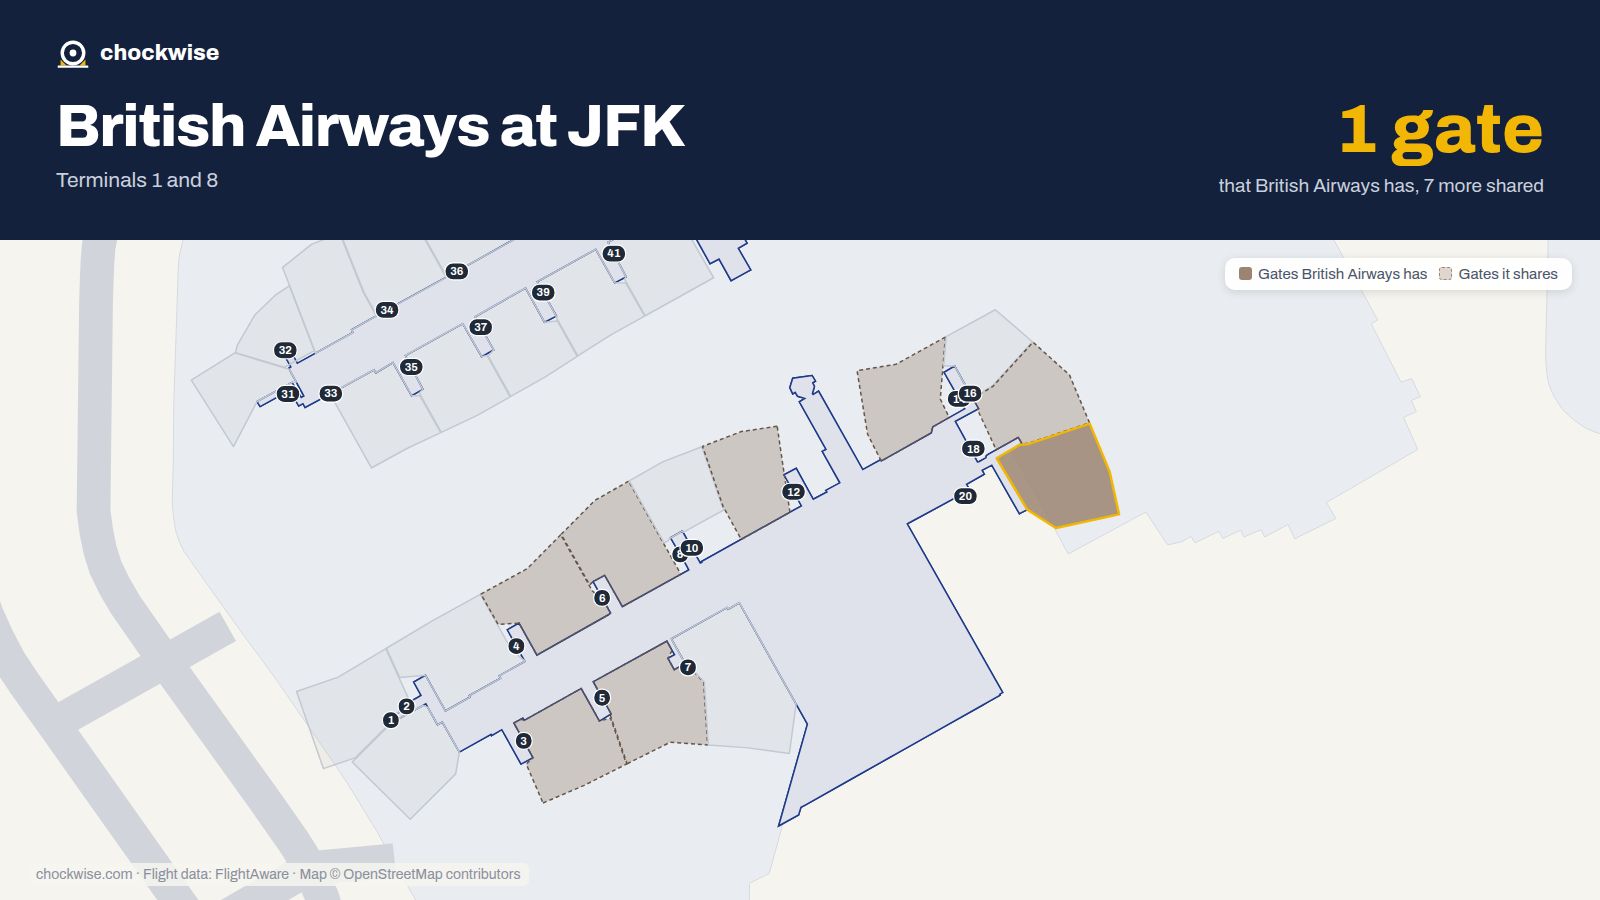 chockwise
British Airways at JFK
Terminals 1 and 8
1 gate
that British Airways has, 7 more shared
Gates British Airways has
Gates it shares
41
36
39
34
37
32
35
31
33
16
18
20
12
10
8
6
4
7
5
2
1
3
chockwise.com · Flight data: FlightAware · Map © OpenStreetMap contributors